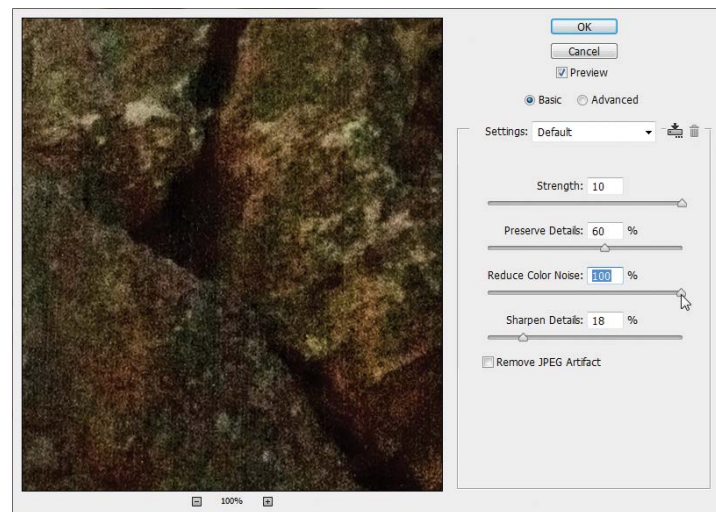 OK
Cancel
Preview
Basic Advanced
Settings: Default
Strength: 10
Preserve Details: 60 %
Reduce Color Noise: 100 %
Sharpen Details: 18 %
Remove JPEG Artifact
100%